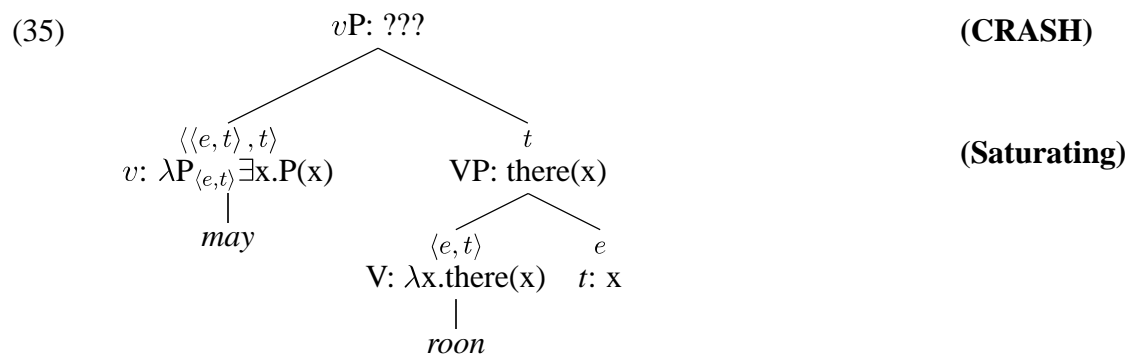 (35) vP: ??? (CRASH)
⟨⟨e, t⟩, t⟩ t
v: λP⟨e,t⟩∃x.P(x) VP: there(x) (Saturating)
may
⟨e, t⟩ e
V: λx.there(x) t: x
roon